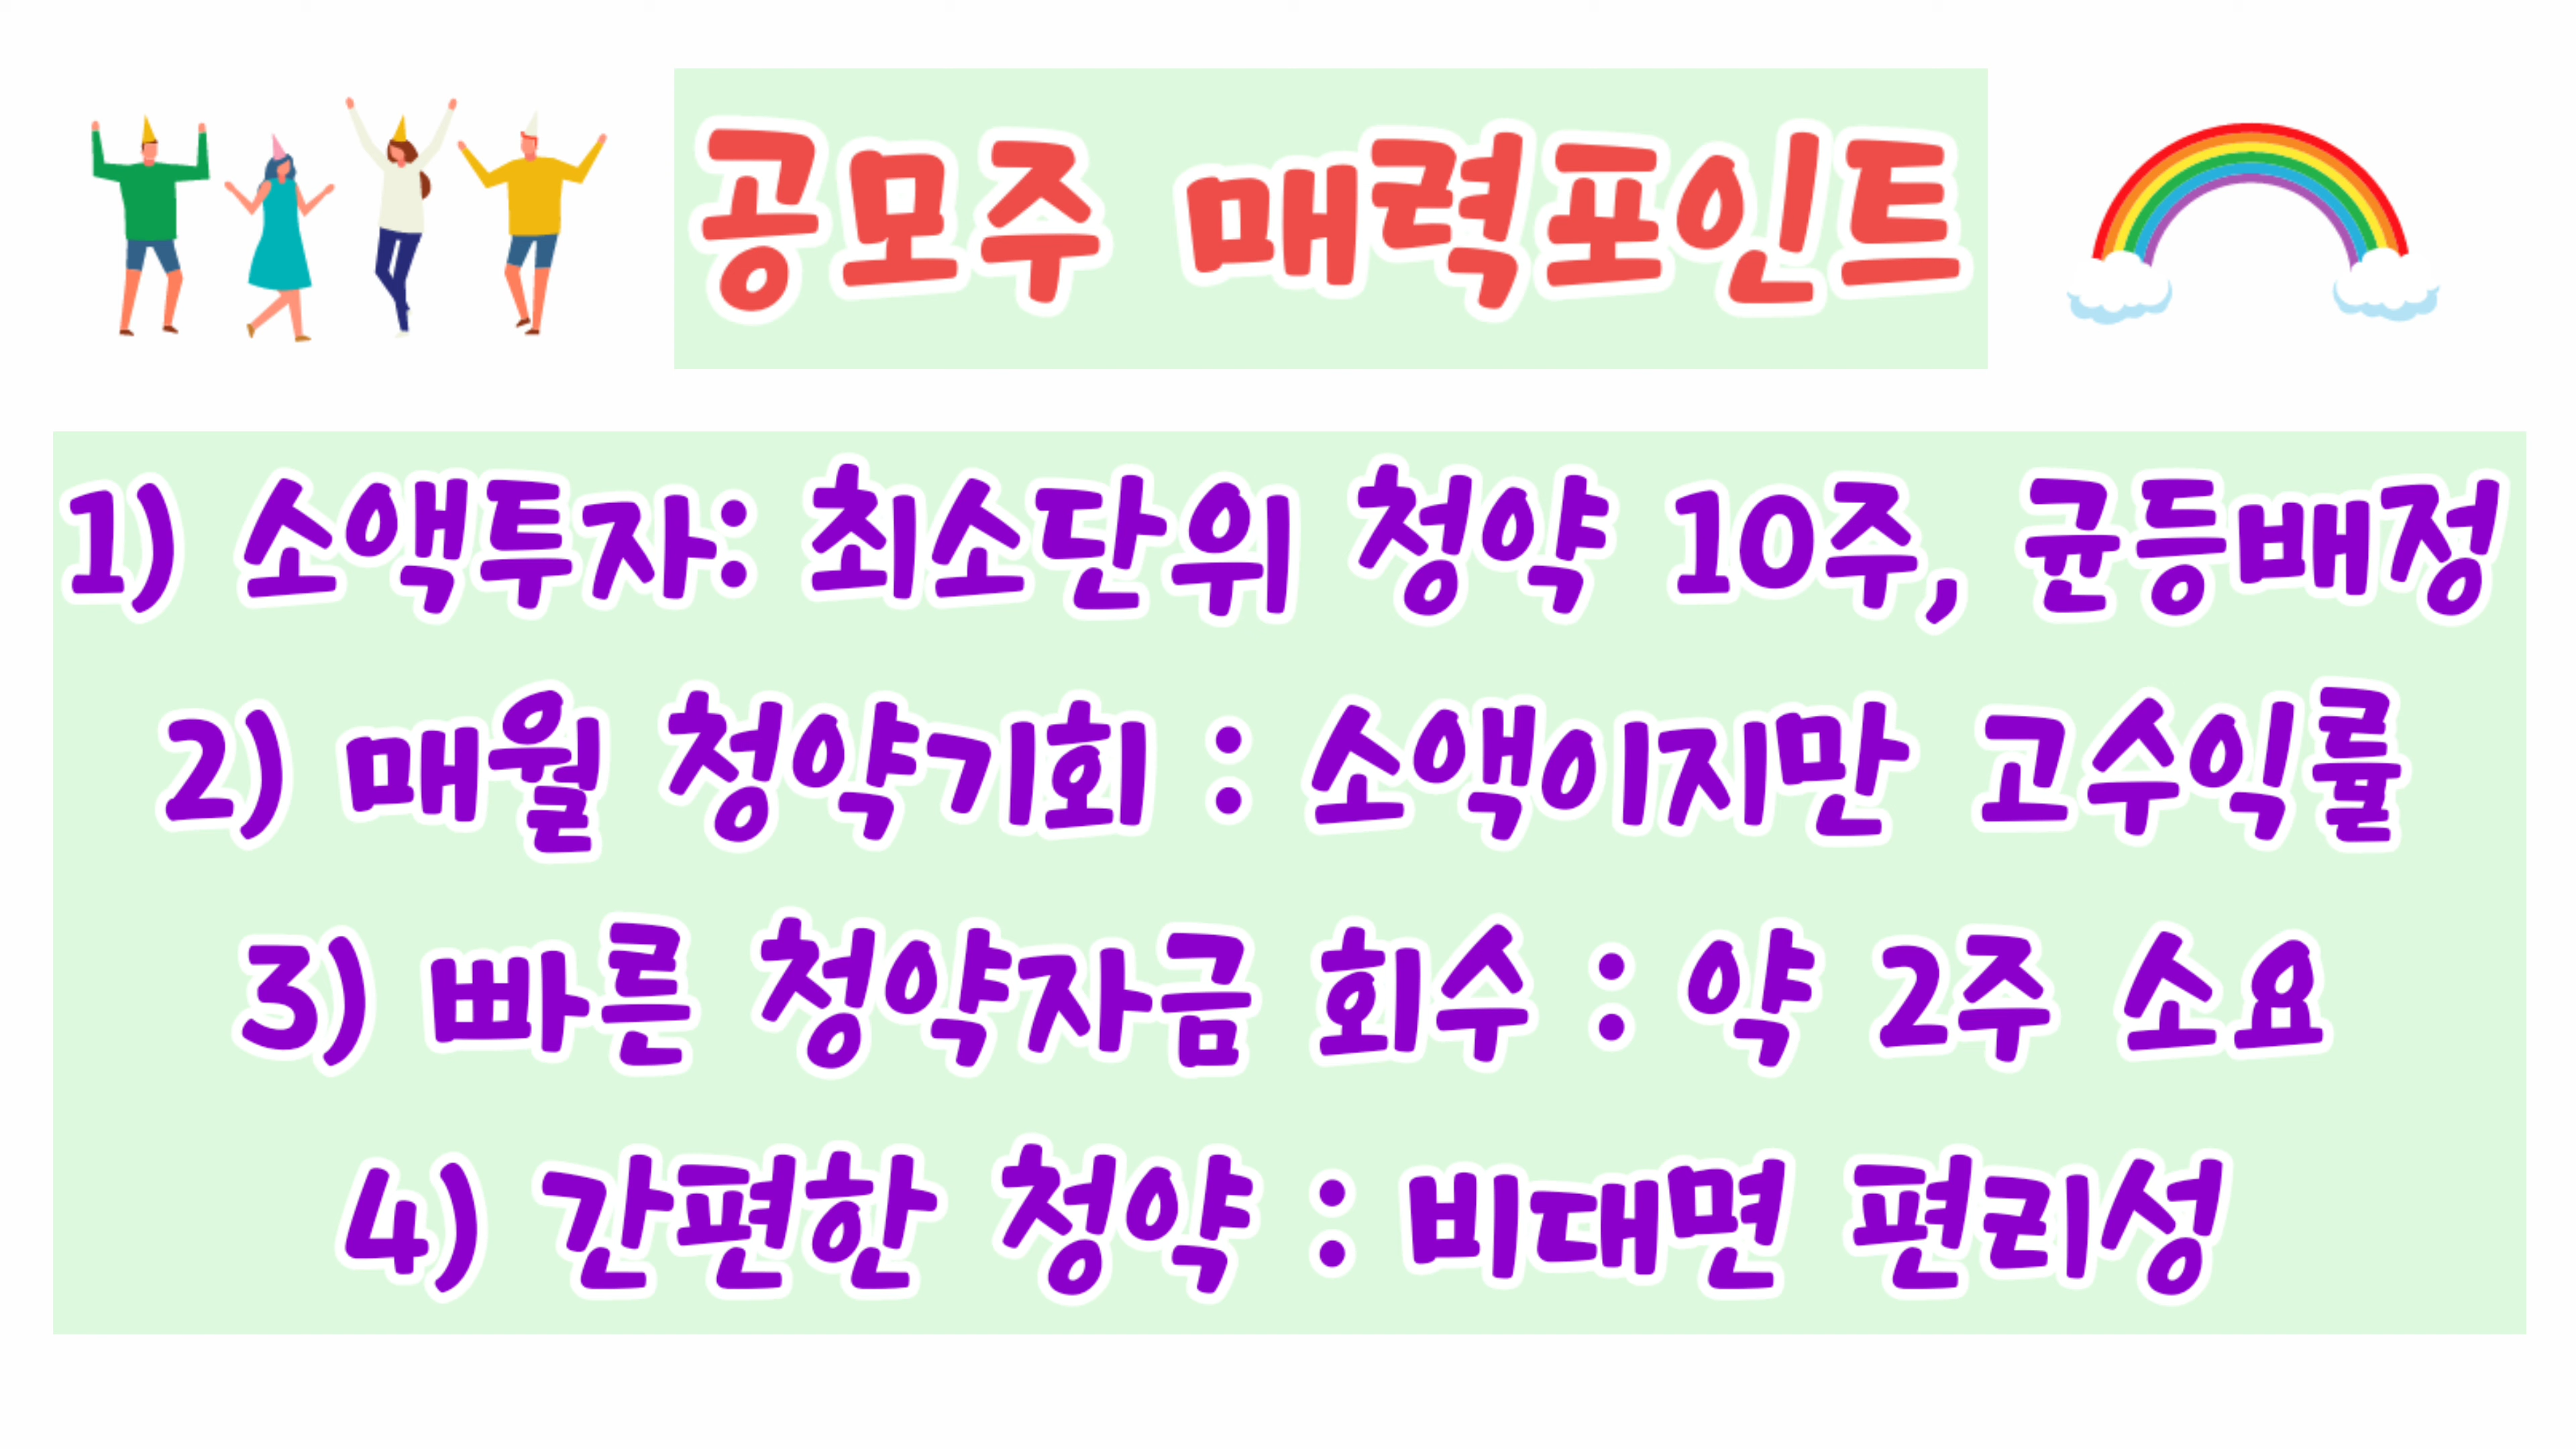 공모주 매력포인트
1) 소액투자: 최소단위 청약 10주, 균등배정
2) 매월 청약기회 : 소액이지만 고수익률
3) 빠른 청약자금 회수 : 약 2주 소요
4) 간편한 청약 : 비대면 편리성